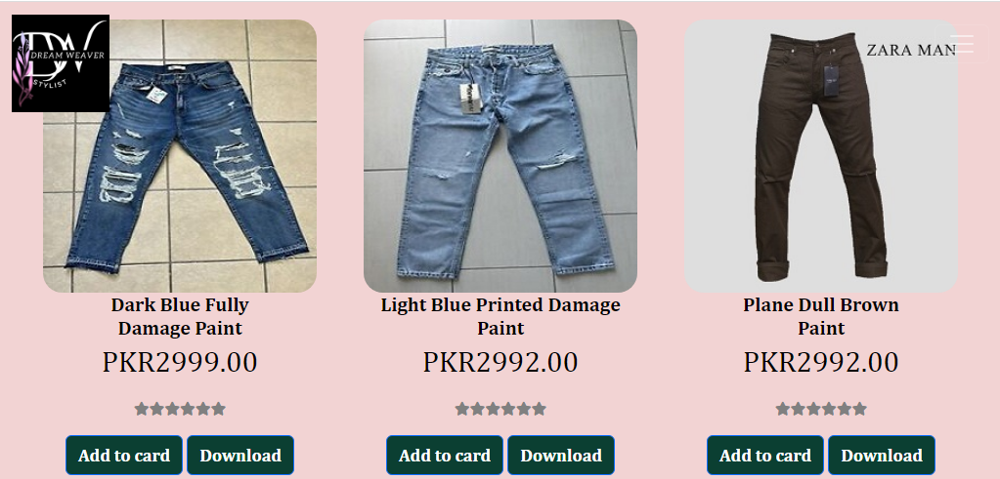 DW
DREAM WEAVER
STYLIST
ZARA MAN
Dark Blue Fully
Damage Paint
PKR2999.00
Add to card
Download
Light Blue Printed Damage
Paint
PKR2992.00
Add to card
Download
Plane Dull Brown
Paint
PKR2992.00
Add to card
Download